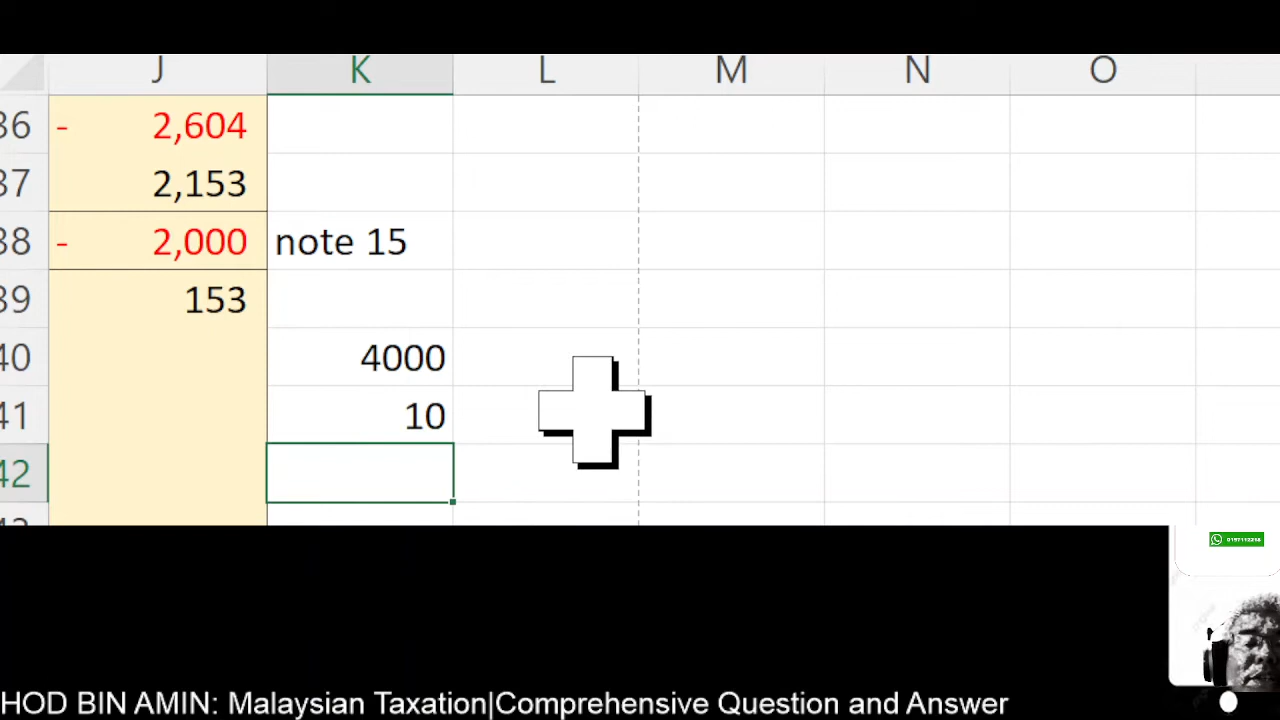 J K L M N O
36 - 2,604
37 2,153
38 - 2,000 note 15
39 153
40 4000
41 10
42
0197112214
HOD BIN AMIN: Malaysian Taxation|Comprehensive Question and Answer